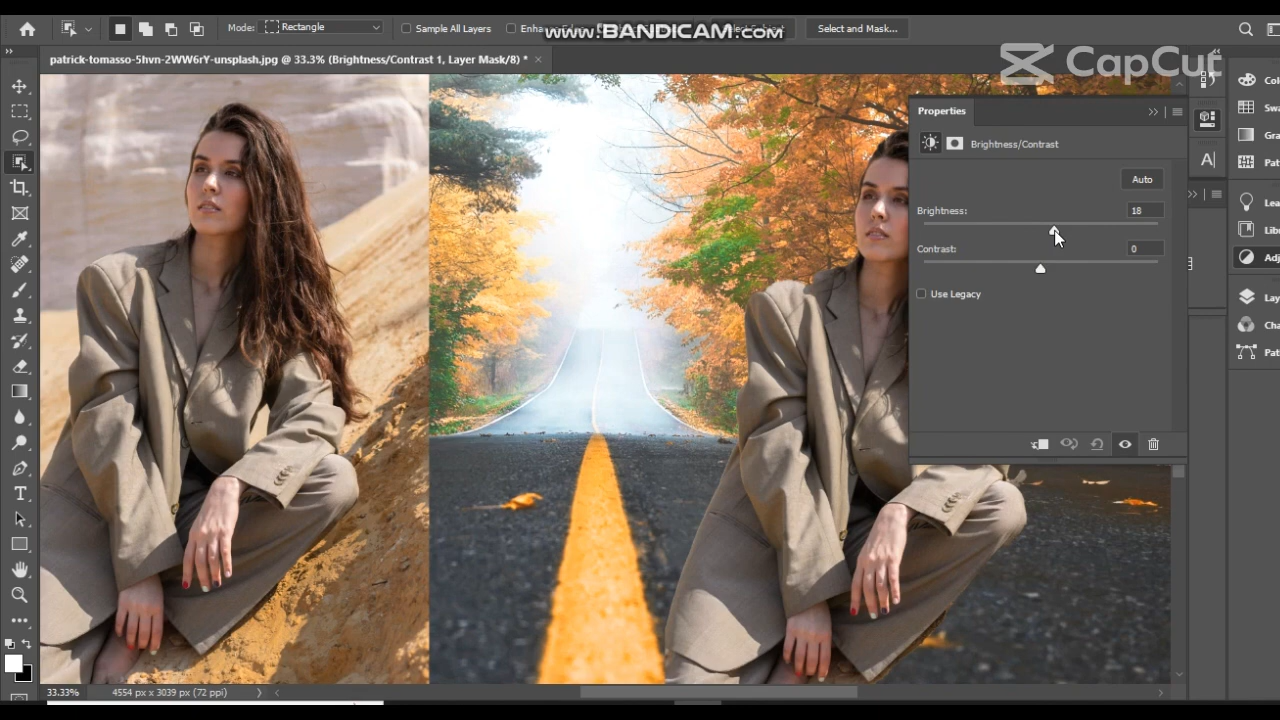 Mode: Rectangle Sample All Layers Select and Mask...
www.BANDICAM.com
patrick-tomasso-5hvn-2WW6rY-unsplash.jpg @ 33.3% (Brightness/Contrast 1, Layer Mask/8) *
CapCut
Properties
Brightness/Contrast
Auto
Brightness: 18
Contrast: 0
Use Legacy
33.33% 4554 px x 3039 px (72 ppi)